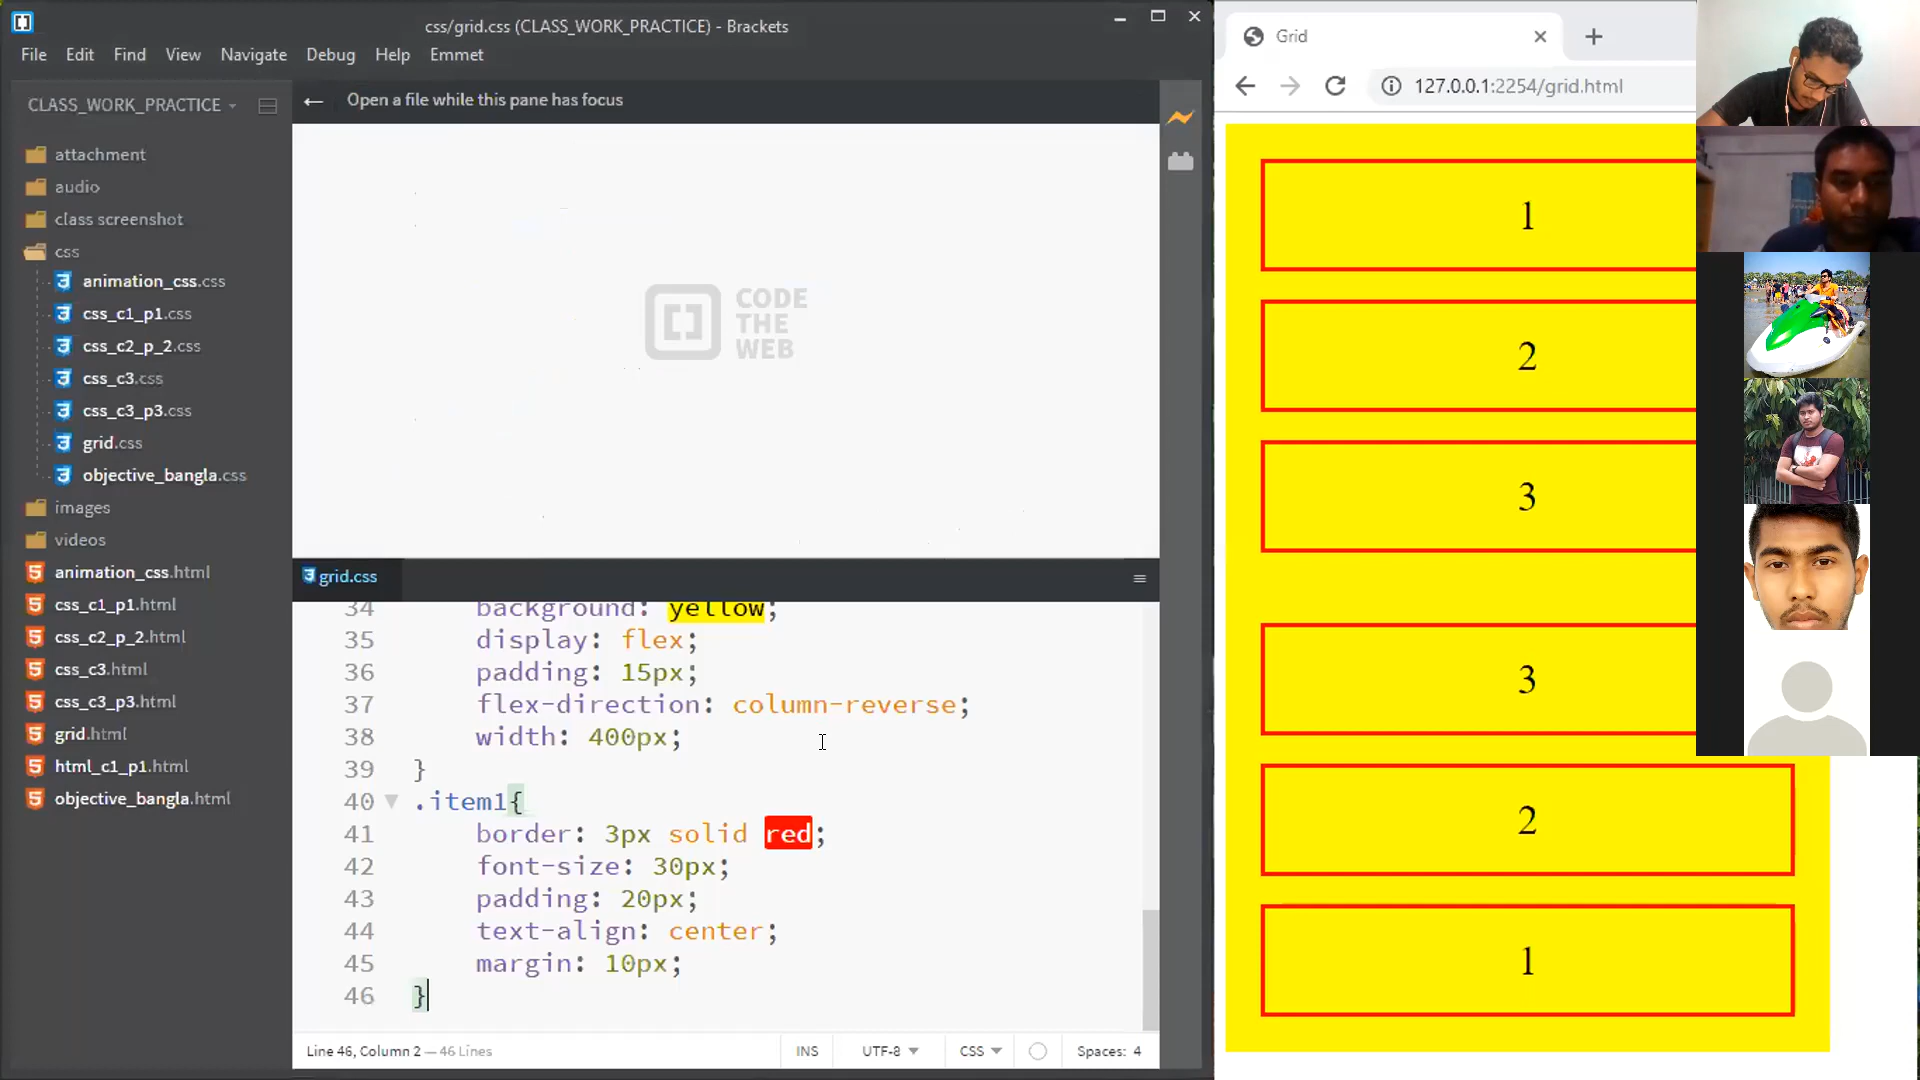 css/grid.css (CLASS_WORK_PRACTICE) - Brackets
File Edit Find View Navigate Debug Help Emmet
CLASS_WORK_PRACTICE
attachment
audio
class screenshot
css
animation_css.css
css_c1_p1.css
css_c2_p_2.css
css_c3.css
css_c3_p3.css
grid.css
objective_bangla.css
images
videos
animation_css.html
css_c1_p1.html
css_c2_p_2.html
css_c3.html
css_c3_p3.html
grid.html
html_c1_p1.html
objective_bangla.html
Open a file while this pane has focus
CODE
THE
WEB
grid.css
34 background: yellow;
35 display: flex;
36 padding: 15px;
37 flex-direction: column-reverse;
38 width: 400px;
39 }
40 .item1{
41 border: 3px solid red;
42 font-size: 30px;
43 padding: 20px;
44 text-align: center;
45 margin: 10px;
46 }
Line 46, Column 2 — 46 Lines
INS UTF-8 CSS Spaces: 4
Grid
127.0.0.1:2254/grid.html
1
2
3
3
2
1